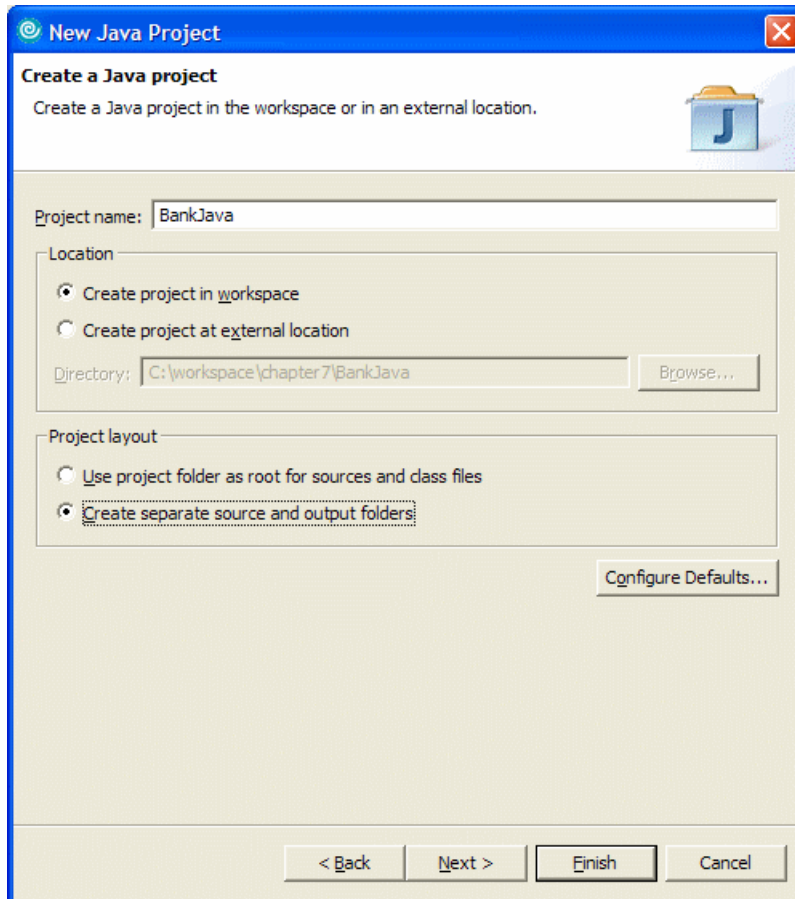 New Java Project
Create a Java project
Create a Java project in the workspace or in an external location.
J
Project name: BankJava
Location
Create project in workspace
Create project at external location
Directory: C:\workspace\chapter7\BankJava Browse...
Project layout
Use project folder as root for sources and class files
Create separate source and output folders
Configure Defaults...
< Back Next > Finish Cancel